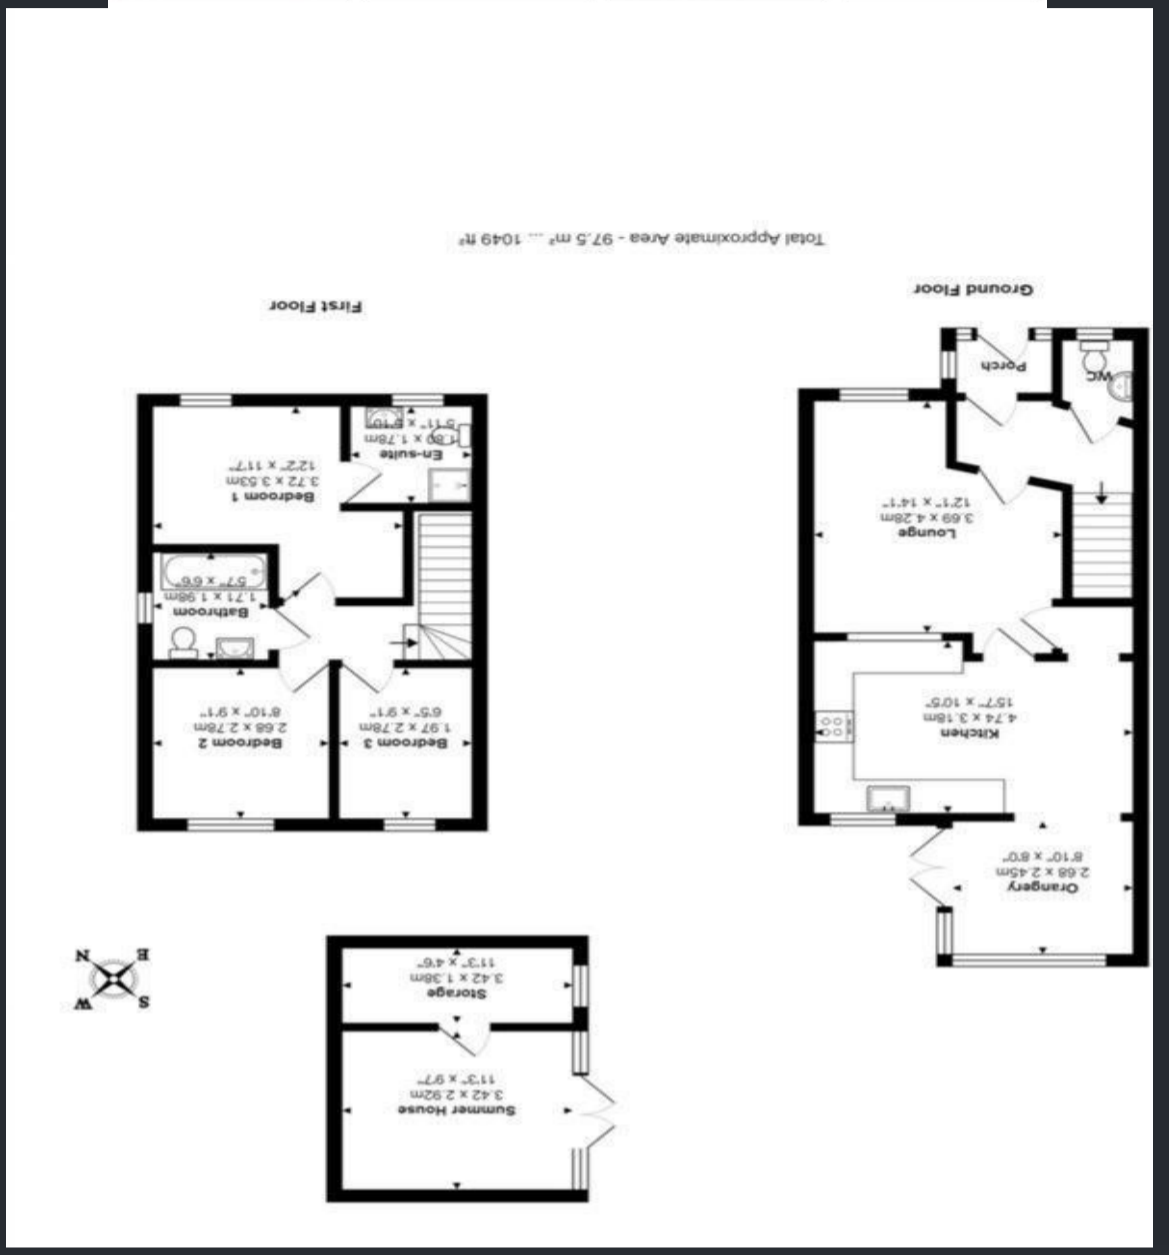 Summer House
3.42 x 2.92m
11'3" x 9'7"
Storage
3.42 x 1.38m
11'3" x 4'6"
S W
E N
Orangery
2.68 x 2.45m
8'10" x 8'0"
Kitchen
4.74 x 3.18m
15'7" x 10'5"
Lounge
3.69 x 4.28m
12'1" x 14'1"
WC
Porch
Ground Floor
Bedroom 3
1.97 x 2.78m
6'5" x 9'1"
Bedroom 2
2.68 x 2.78m
8'10" x 9'1"
Bathroom
1.71 x 1.98m
5'7" x 6'6"
Bedroom 1
3.72 x 3.53m
12'2" x 11'7"
En-suite
1.80 x 1.78m
5'11" x 5'10"
First Floor
Total Approximate Area - 97.5 m² ... 1049 ft²